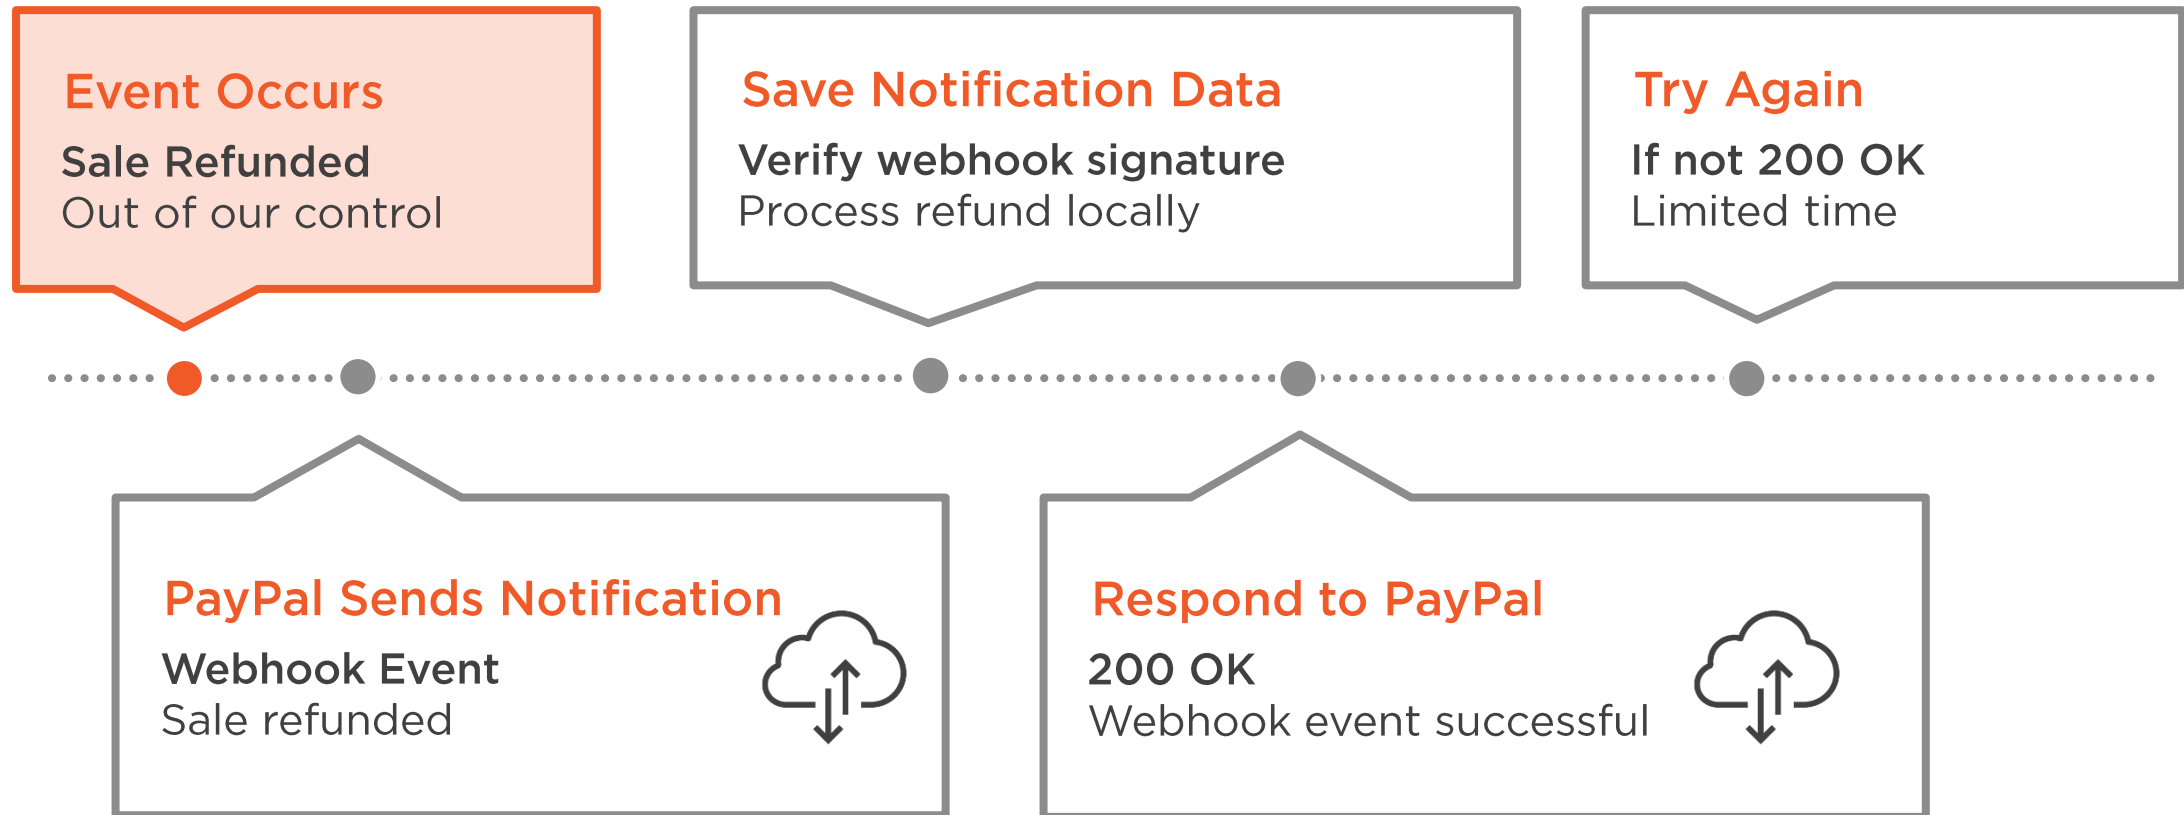 Event Occurs
Sale Refunded
Out of our control
Save Notification Data
Verify webhook signature
Process refund locally
Try Again
If not 200 OK
Limited time
PayPal Sends Notification
Webhook Event
Sale refunded
Respond to PayPal
200 OK
Webhook event successful